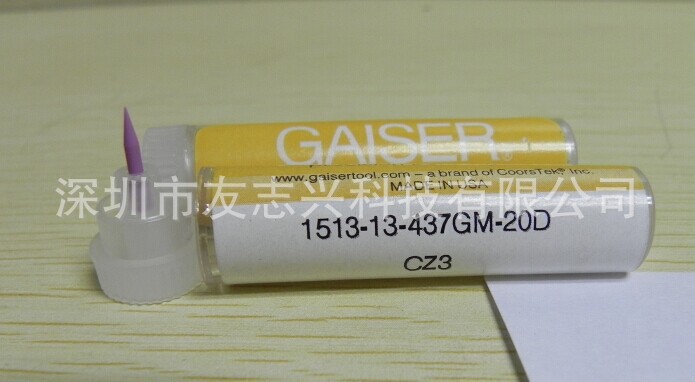 GAISER
www.gaisertool.com – a brand of CoorsTek® Inc.
MADE IN USA
深圳市友志兴科技有限公司
1513-13-437GM-20D
CZ3